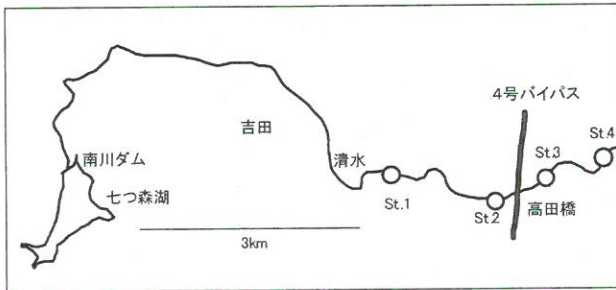 4号バイパス
吉田
St.4
St.3
南川ダム
清水
七つ森湖
St.1
St.2
高田橋
3km